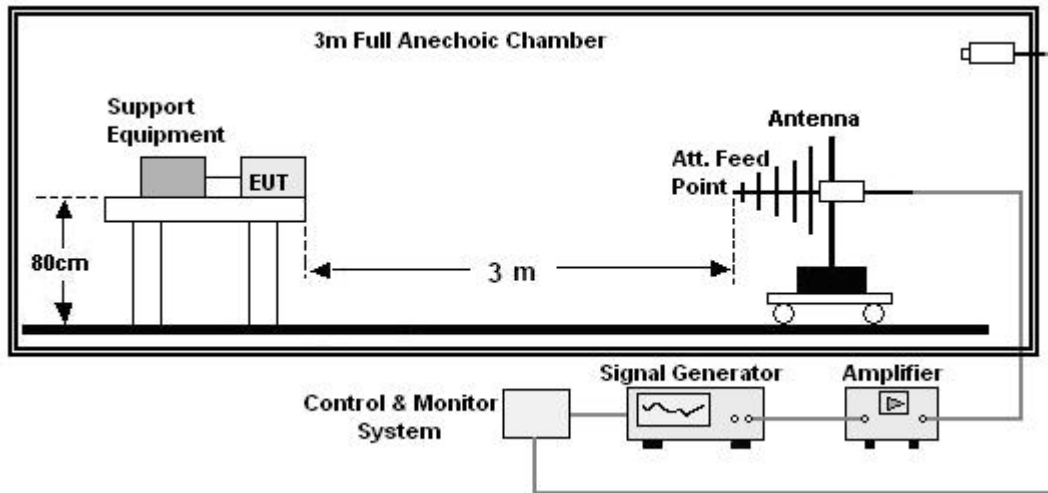 3m Full Anechoic Chamber
Support
Equipment
EUT
80cm
3 m
Antenna
Att. Feed
Point
Signal Generator
Amplifier
Control & Monitor
System